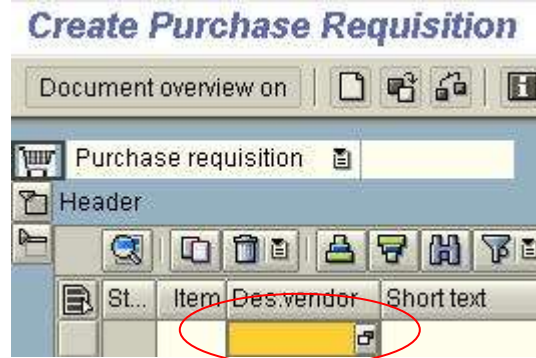 Create Purchase Requisition
Document overview on
Purchase requisition
Header
St... Item Des.vendor Short text